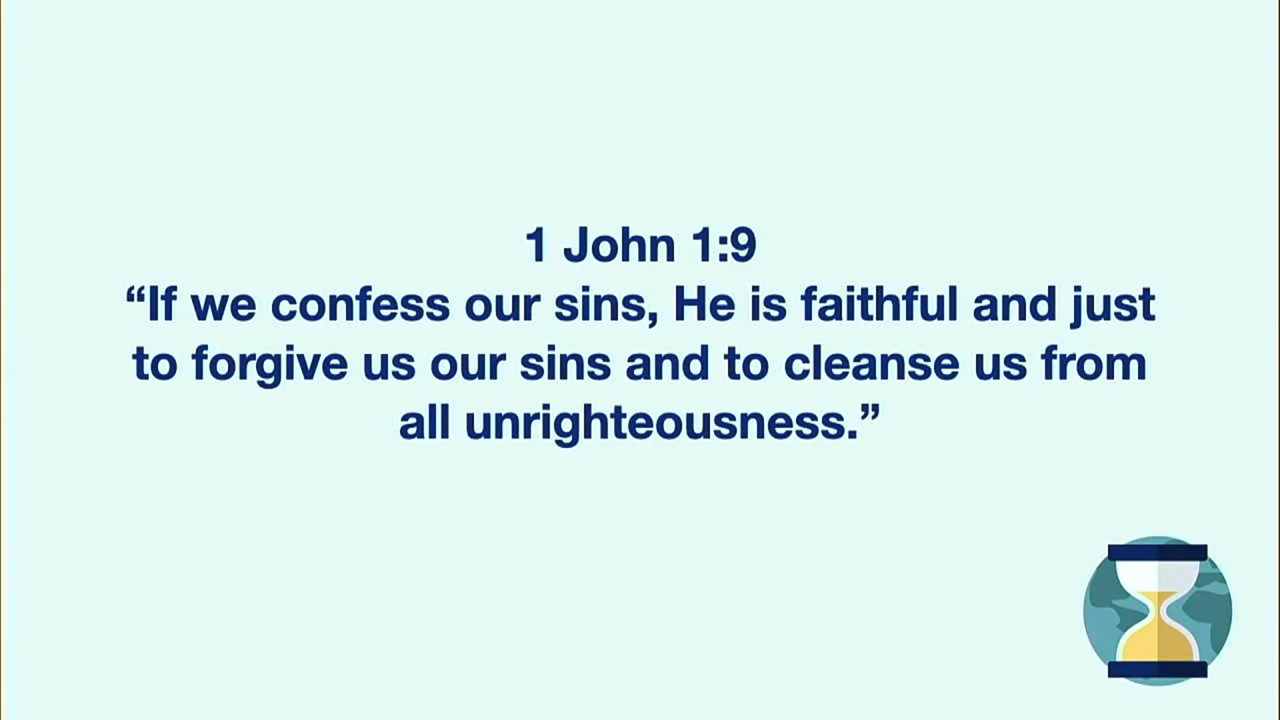 1 John 1:9
“If we confess our sins, He is faithful and just
to forgive us our sins and to cleanse us from
all unrighteousness.”